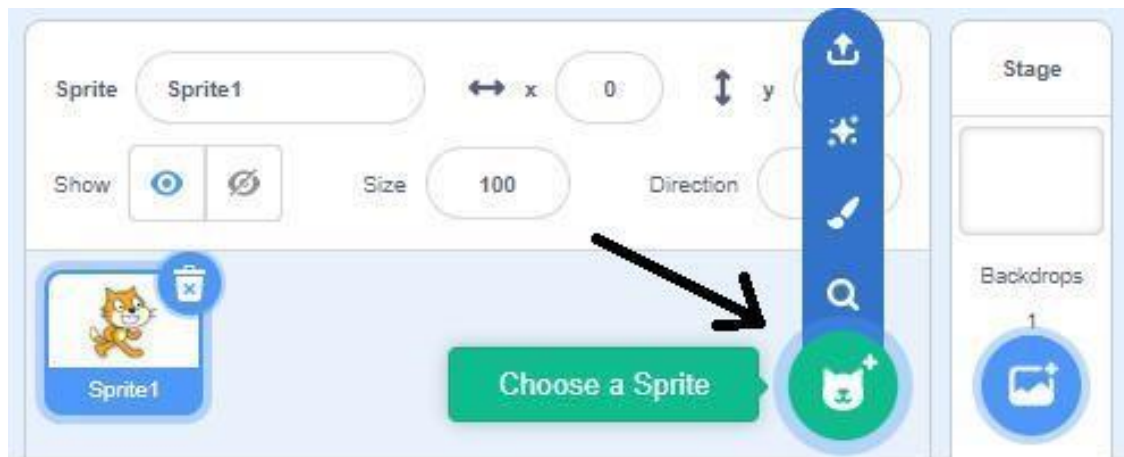 Sprite Sprite1 x 0 y
Stage
Show Size 100 Direction
Backdrops
1
Sprite1
Choose a Sprite